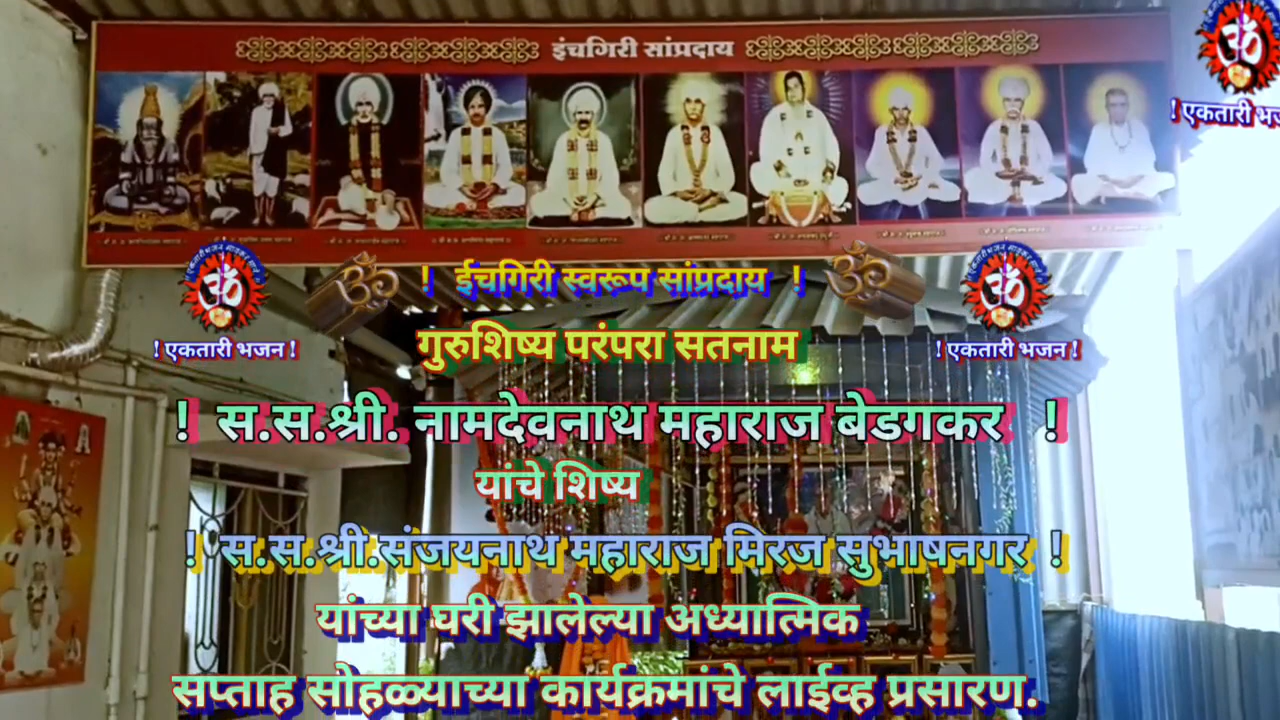 इंचगिरी सांप्रदाय
! एकतारी भज
! ईचगिरी स्वरूप सांप्रदाय !
! एकतारी भजन !
! एकतारी भजन !
गुरुशिष्य परंपरा सतनाम
! स.स.श्री. नामदेवनाथ महाराज बेडगकर !
यांचे शिष्य
! स.स.श्री.संजयनाथ महाराज मिरज सुभाषनगर !
यांच्या घरी झालेल्या अध्यात्मिक
सप्ताह सोहळ्याच्या कार्यक्रमांचे लाईव्ह प्रसारण.